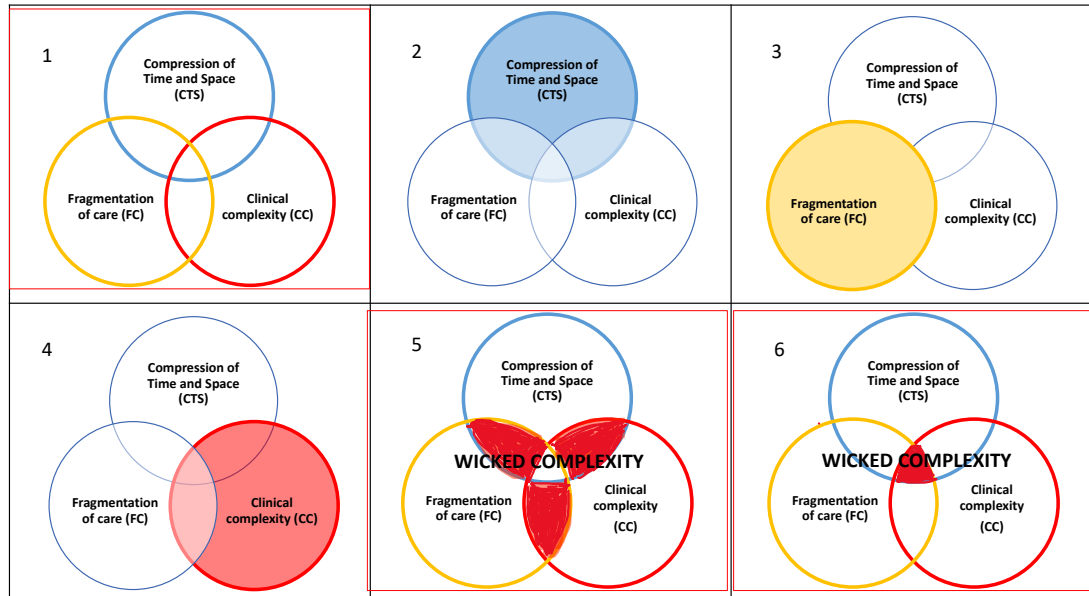 1
Compression of
Time and Space
(CTS)
Fragmentation
of care (FC)
Clinical
complexity (CC)
2
Compression of
Time and Space
(CTS)
Fragmentation
of care (FC)
Clinical
complexity (CC)
3
Compression of
Time and Space
(CTS)
Fragmentation
of care (FC)
Clinical
complexity (CC)
4
Compression of
Time and Space
(CTS)
Fragmentation
of care (FC)
Clinical
complexity (CC)
5
Compression of
Time and Space
(CTS)
WICKED COMPLEXITY
Fragmentation
of care (FC)
Clinical
complexity
(CC)
6
Compression of
Time and Space
(CTS)
WICKED COMPLEXITY
Fragmentation
of care (FC)
Clinical
complexity
(CC)